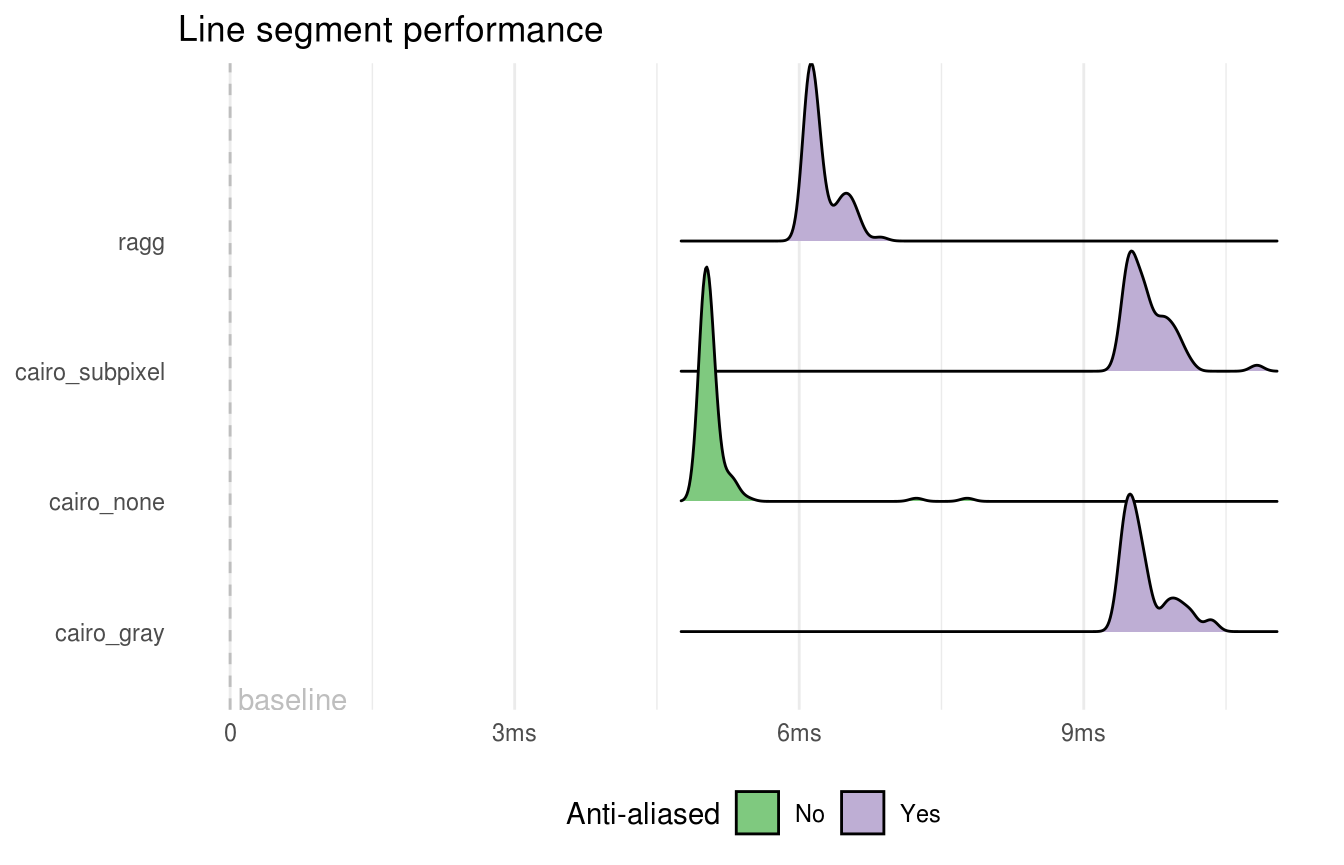 Line segment performance
ragg
cairo_subpixel
cairo_none
cairo_gray
baseline
0 3ms 6ms 9ms
Anti-aliased No Yes